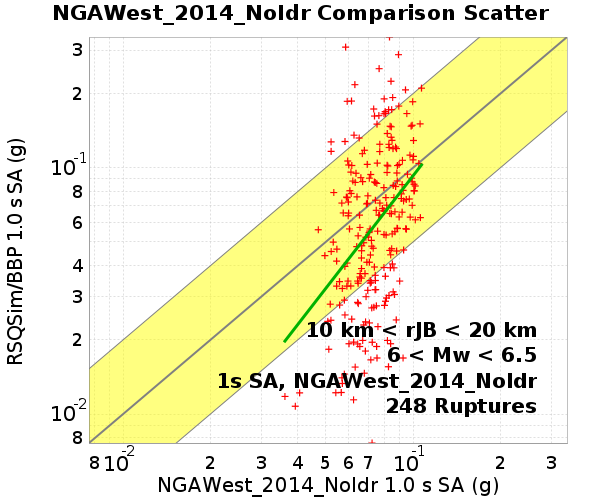 NGAWest_2014_NoIdr Comparison Scatter
3
2
10-1
8
6
4
3
2
10-2
8
RSQSim/BBP 1.0 s SA (g)
10 km < rJB < 20 km
6 < Mw < 6.5
1s SA, NGAWest_2014_NoIdr
248 Ruptures
8 10-2 2 3 4 5 6 7 10-1 2 3
NGAWest_2014_NoIdr 1.0 s SA (g)